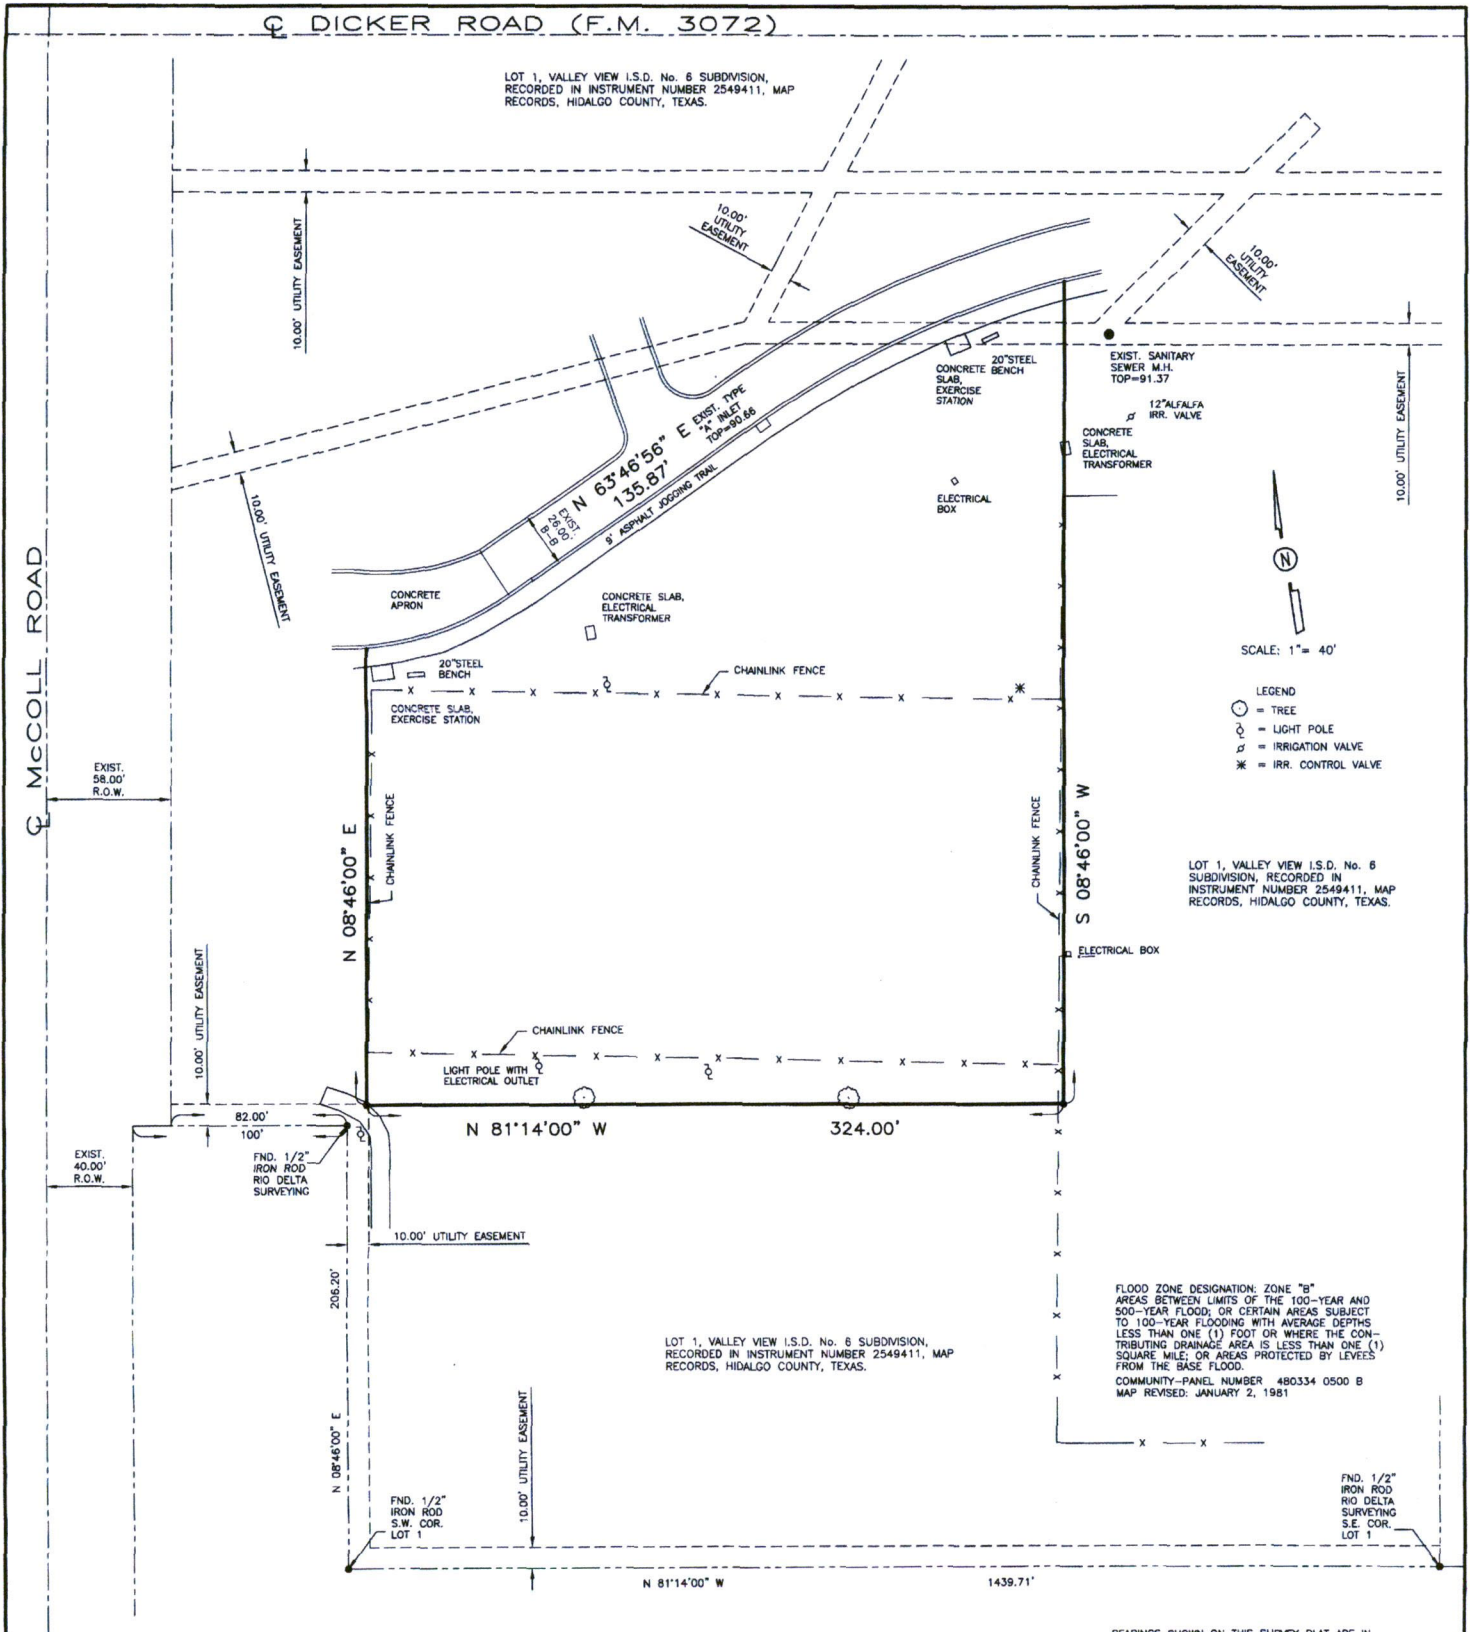 ℄ DICKER ROAD (F.M. 3072)
LOT 1, VALLEY VIEW I.S.D. No. 6 SUBDIVISION,
RECORDED IN INSTRUMENT NUMBER 2549411, MAP
RECORDS, HIDALGO COUNTY, TEXAS.
10.00' UTILITY EASEMENT
10.00'
UTILITY
EASEMENT
10.00'
UTILITY
EASEMENT
EXIST. SANITARY
SEWER M.H.
TOP=91.37
20"STEEL
BENCH
CONCRETE
SLAB,
EXERCISE
STATION
12"ALFALFA
IRR. VALVE
CONCRETE
SLAB,
ELECTRICAL
TRANSFORMER
10.00' UTILITY EASEMENT
EXIST. TYPE
"A" INLET
TOP=90.66
N 63°46'56" E
135.87'
9' ASPHALT JOGGING TRAIL
EXIST.
26.00'
B-B
ELECTRICAL
BOX
10.00' UTILITY EASEMENT
CONCRETE
APRON
CONCRETE SLAB,
ELECTRICAL
TRANSFORMER
N
SCALE: 1"= 40'
20"STEEL
BENCH
CHAINLINK FENCE
CONCRETE SLAB,
EXERCISE STATION
LEGEND
= TREE
= LIGHT POLE
= IRRIGATION VALVE
= IRR. CONTROL VALVE
℄ McCOLL ROAD
EXIST.
58.00'
R.O.W.
N 08°46'00" E
CHAINLINK FENCE
CHAINLINK FENCE
S 08°46'00" W
LOT 1, VALLEY VIEW I.S.D. No. 6
SUBDIVISION, RECORDED IN
INSTRUMENT NUMBER 2549411, MAP
RECORDS, HIDALGO COUNTY, TEXAS.
ELECTRICAL BOX
10.00' UTILITY EASEMENT
CHAINLINK FENCE
LIGHT POLE WITH
ELECTRICAL OUTLET
82.00'
100'
N 81°14'00" W 324.00'
EXIST.
40.00'
R.O.W.
FND. 1/2"
IRON ROD
RIO DELTA
SURVEYING
10.00' UTILITY EASEMENT
206.20'
N 08°46'00" E
FLOOD ZONE DESIGNATION: ZONE "B"
AREAS BETWEEN LIMITS OF THE 100-YEAR AND
500-YEAR FLOOD; OR CERTAIN AREAS SUBJECT
TO 100-YEAR FLOODING WITH AVERAGE DEPTHS
LESS THAN ONE (1) FOOT OR WHERE THE CON-
TRIBUTING DRAINAGE AREA IS LESS THAN ONE (1)
SQUARE MILE; OR AREAS PROTECTED BY LEVEES
FROM THE BASE FLOOD.
COMMUNITY-PANEL NUMBER 480334 0500 B
MAP REVISED: JANUARY 2, 1981
LOT 1, VALLEY VIEW I.S.D. No. 6 SUBDIVISION,
RECORDED IN INSTRUMENT NUMBER 2549411, MAP
RECORDS, HIDALGO COUNTY, TEXAS.
10.00' UTILITY EASEMENT
FND. 1/2"
IRON ROD
S.W. COR.
LOT 1
FND. 1/2"
IRON ROD
RIO DELTA
SURVEYING
S.E. COR.
LOT 1
N 81°14'00" W 1439.71'